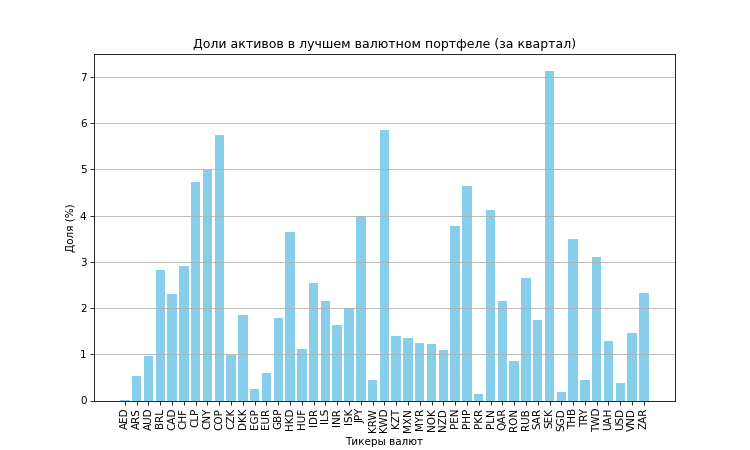 Доли активов в лучшем валютном портфеле (за квартал)
Доля (%)
7
6
5
4
3
2
1
0
AED ARS AUD BRL CAD CHF CLP CNY COP CZK DKK EGP EUR GBP HKD HUF IDR ILS INR ISK JPY KRW KWD KZT MXN MYR NOK NZD PEN PHP PKR PLN QAR RON RUB SAR SEK SGD THB TRY TWD UAH USD VND ZAR
Тикеры валют